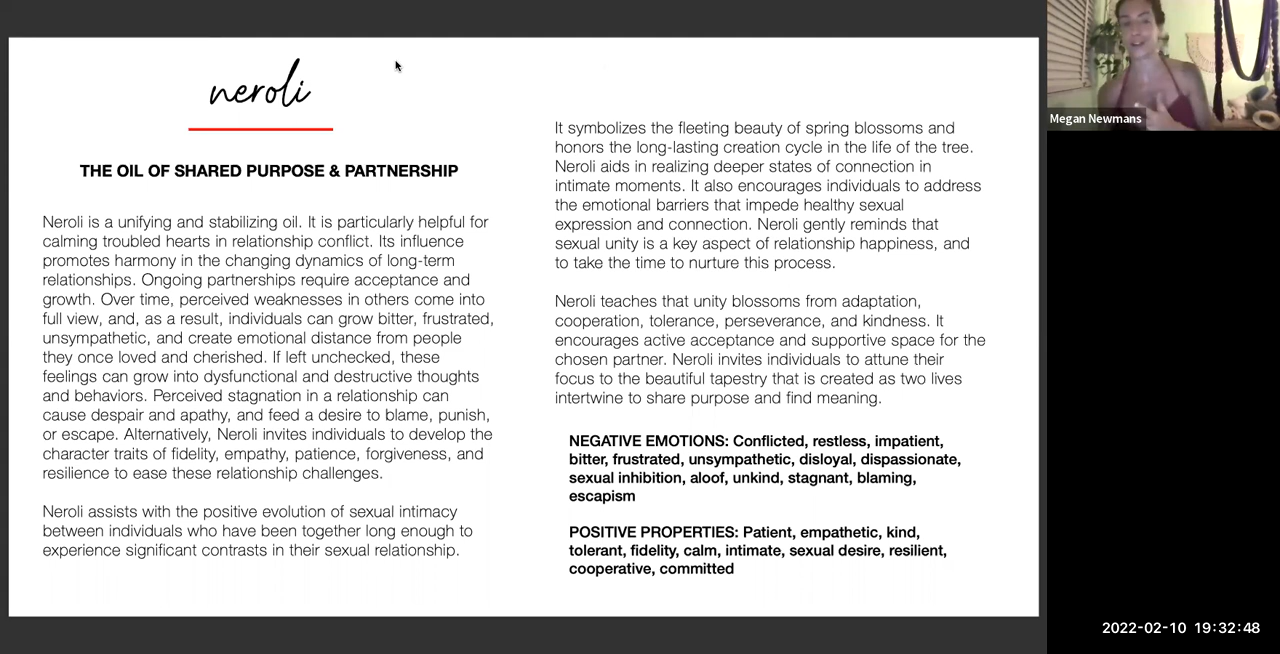 neroli
THE OIL OF SHARED PURPOSE & PARTNERSHIP
Neroli is a unifying and stabilizing oil. It is particularly helpful for
calming troubled hearts in relationship conflict. Its influence
promotes harmony in the changing dynamics of long-term
relationships. Ongoing partnerships require acceptance and
growth. Over time, perceived weaknesses in others come into
full view, and, as a result, individuals can grow bitter, frustrated,
unsympathetic, and create emotional distance from people
they once loved and cherished. If left unchecked, these
feelings can grow into dysfunctional and destructive thoughts
and behaviors. Perceived stagnation in a relationship can
cause despair and apathy, and feed a desire to blame, punish,
or escape. Alternatively, Neroli invites individuals to develop the
character traits of fidelity, empathy, patience, forgiveness, and
resilience to ease these relationship challenges.
Neroli assists with the positive evolution of sexual intimacy
between individuals who have been together long enough to
experience significant contrasts in their sexual relationship.
It symbolizes the fleeting beauty of spring blossoms and
honors the long-lasting creation cycle in the life of the tree.
Neroli aids in realizing deeper states of connection in
intimate moments. It also encourages individuals to address
the emotional barriers that impede healthy sexual
expression and connection. Neroli gently reminds that
sexual unity is a key aspect of relationship happiness, and
to take the time to nurture this process.
Neroli teaches that unity blossoms from adaptation,
cooperation, tolerance, perseverance, and kindness. It
encourages active acceptance and supportive space for the
chosen partner. Neroli invites individuals to attune their
focus to the beautiful tapestry that is created as two lives
intertwine to share purpose and find meaning.
NEGATIVE EMOTIONS: Conflicted, restless, impatient,
bitter, frustrated, unsympathetic, disloyal, dispassionate,
sexual inhibition, aloof, unkind, stagnant, blaming,
escapism
POSITIVE PROPERTIES: Patient, empathetic, kind,
tolerant, fidelity, calm, intimate, sexual desire, resilient,
cooperative, committed
Megan Newmans
2022-02-10 19:32:48